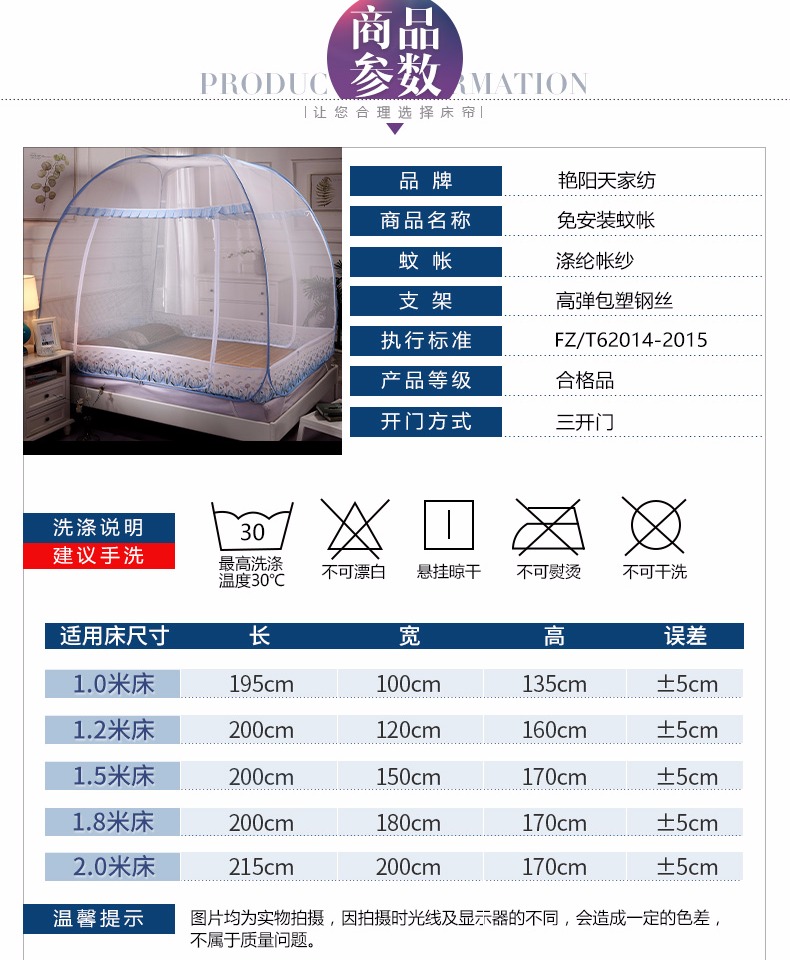 商品
参数
PRODUC RMATION
让您合理选择床帘
品 牌 艳阳天家纺
商品名称 免安装蚊帐
蚊 帐 涤纶帐纱
支 架 高弹包塑钢丝
执行标准 FZ/T62014-2015
产品等级 合格品
开门方式 三开门
洗涤说明
建议手洗
30
最高洗涤
温度30℃
不可漂白
悬挂晾干
不可熨烫
不可干洗
适用床尺寸 长 宽 高 误差
1.0米床 195cm 100cm 135cm ±5cm
1.2米床 200cm 120cm 160cm ±5cm
1.5米床 200cm 150cm 170cm ±5cm
1.8米床 200cm 180cm 170cm ±5cm
2.0米床 215cm 200cm 170cm ±5cm
温馨提示
图片均为实物拍摄，因拍摄时光线及显示器的不同，会造成一定的色差，
不属于质量问题。